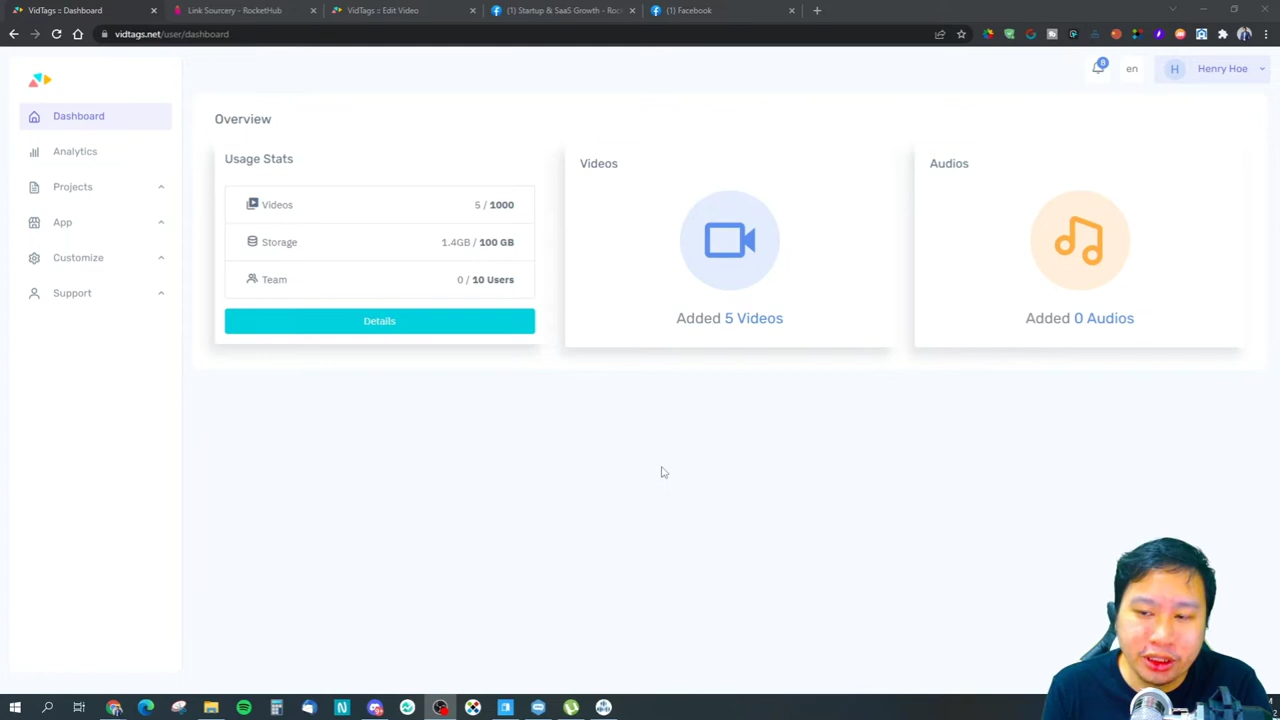 VidTags :: Dashboard
Link Sourcery - RocketHub
VidTags :: Edit Video
(1) Startup & SaaS Growth - Roc
(1) Facebook
vidtags.net/user/dashboard
8
en
H
Henry Hoe
Dashboard
Analytics
Projects
App
Customize
Support
Overview
Usage Stats
Videos
5 / 1000
Storage
1.4GB / 100 GB
Team
0 / 10 Users
Details
Videos
Added 5 Videos
Audios
Added 0 Audios